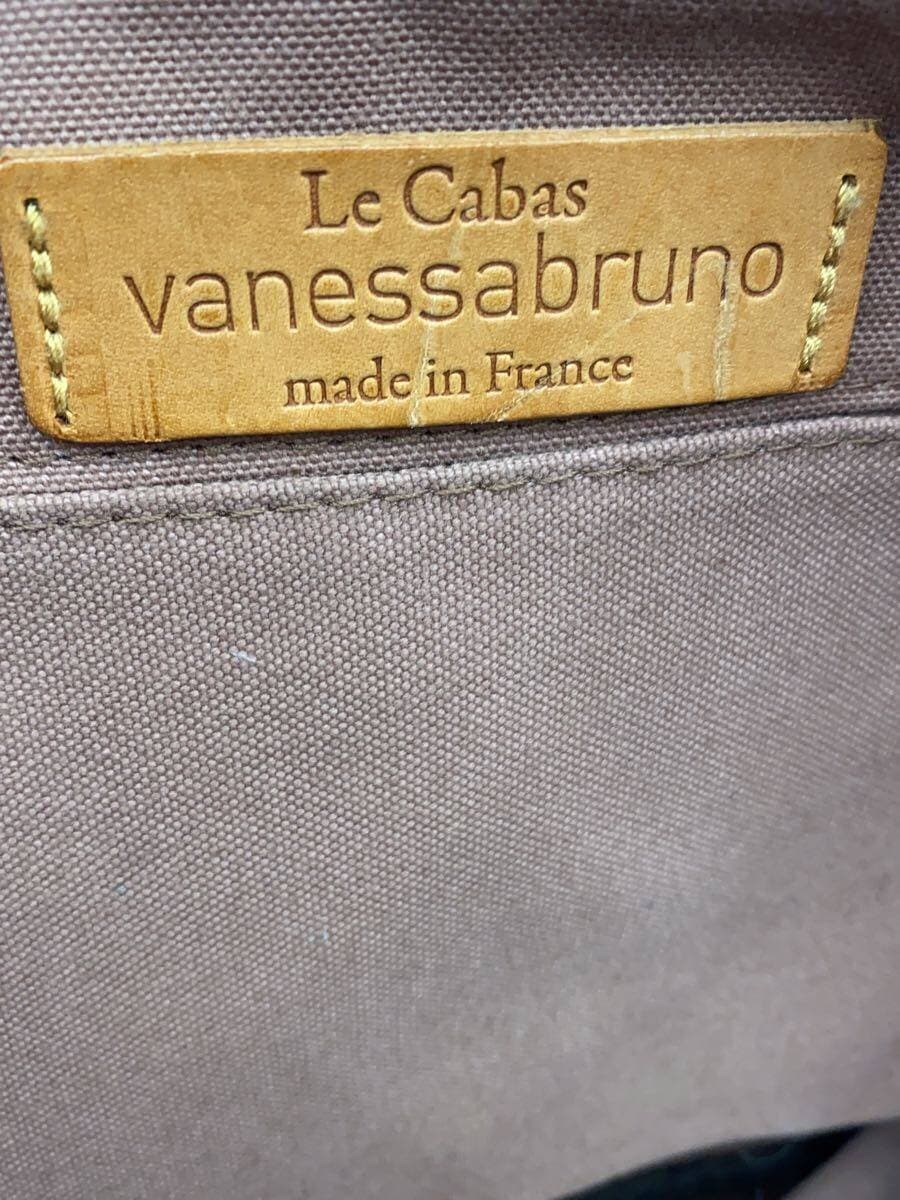 Le Cabas
vanessabruno
made in France